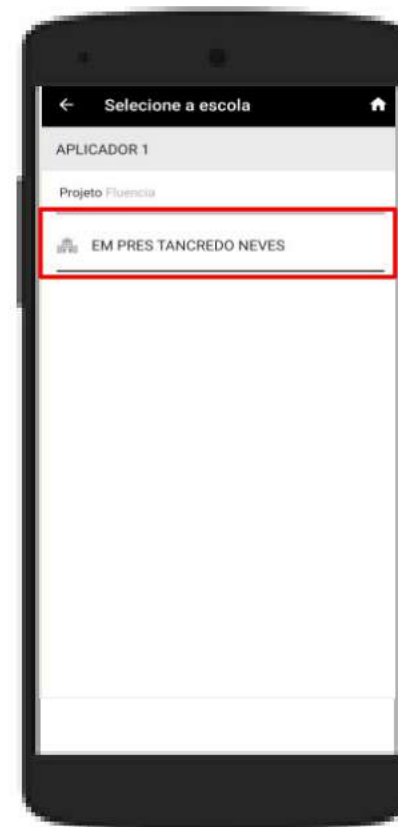 Selecione a escola
APLICADOR 1
Projeto Fluencia
EM PRES TANCREDO NEVES